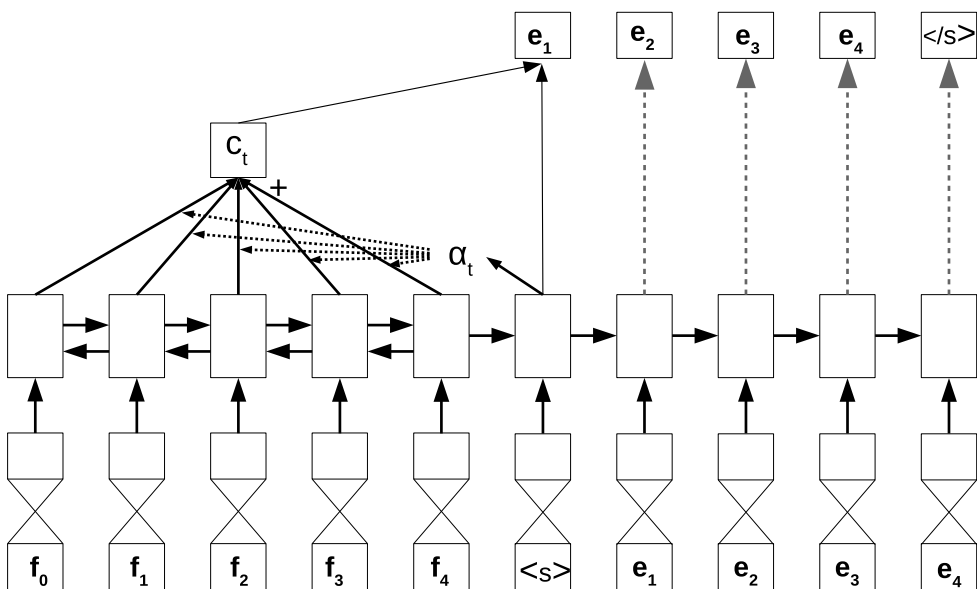 e₁ e₂ e₃ e₄ </s>
cₜ
+
αₜ
f₀ f₁ f₂ f₃ f₄ <s> e₁ e₂ e₃ e₄